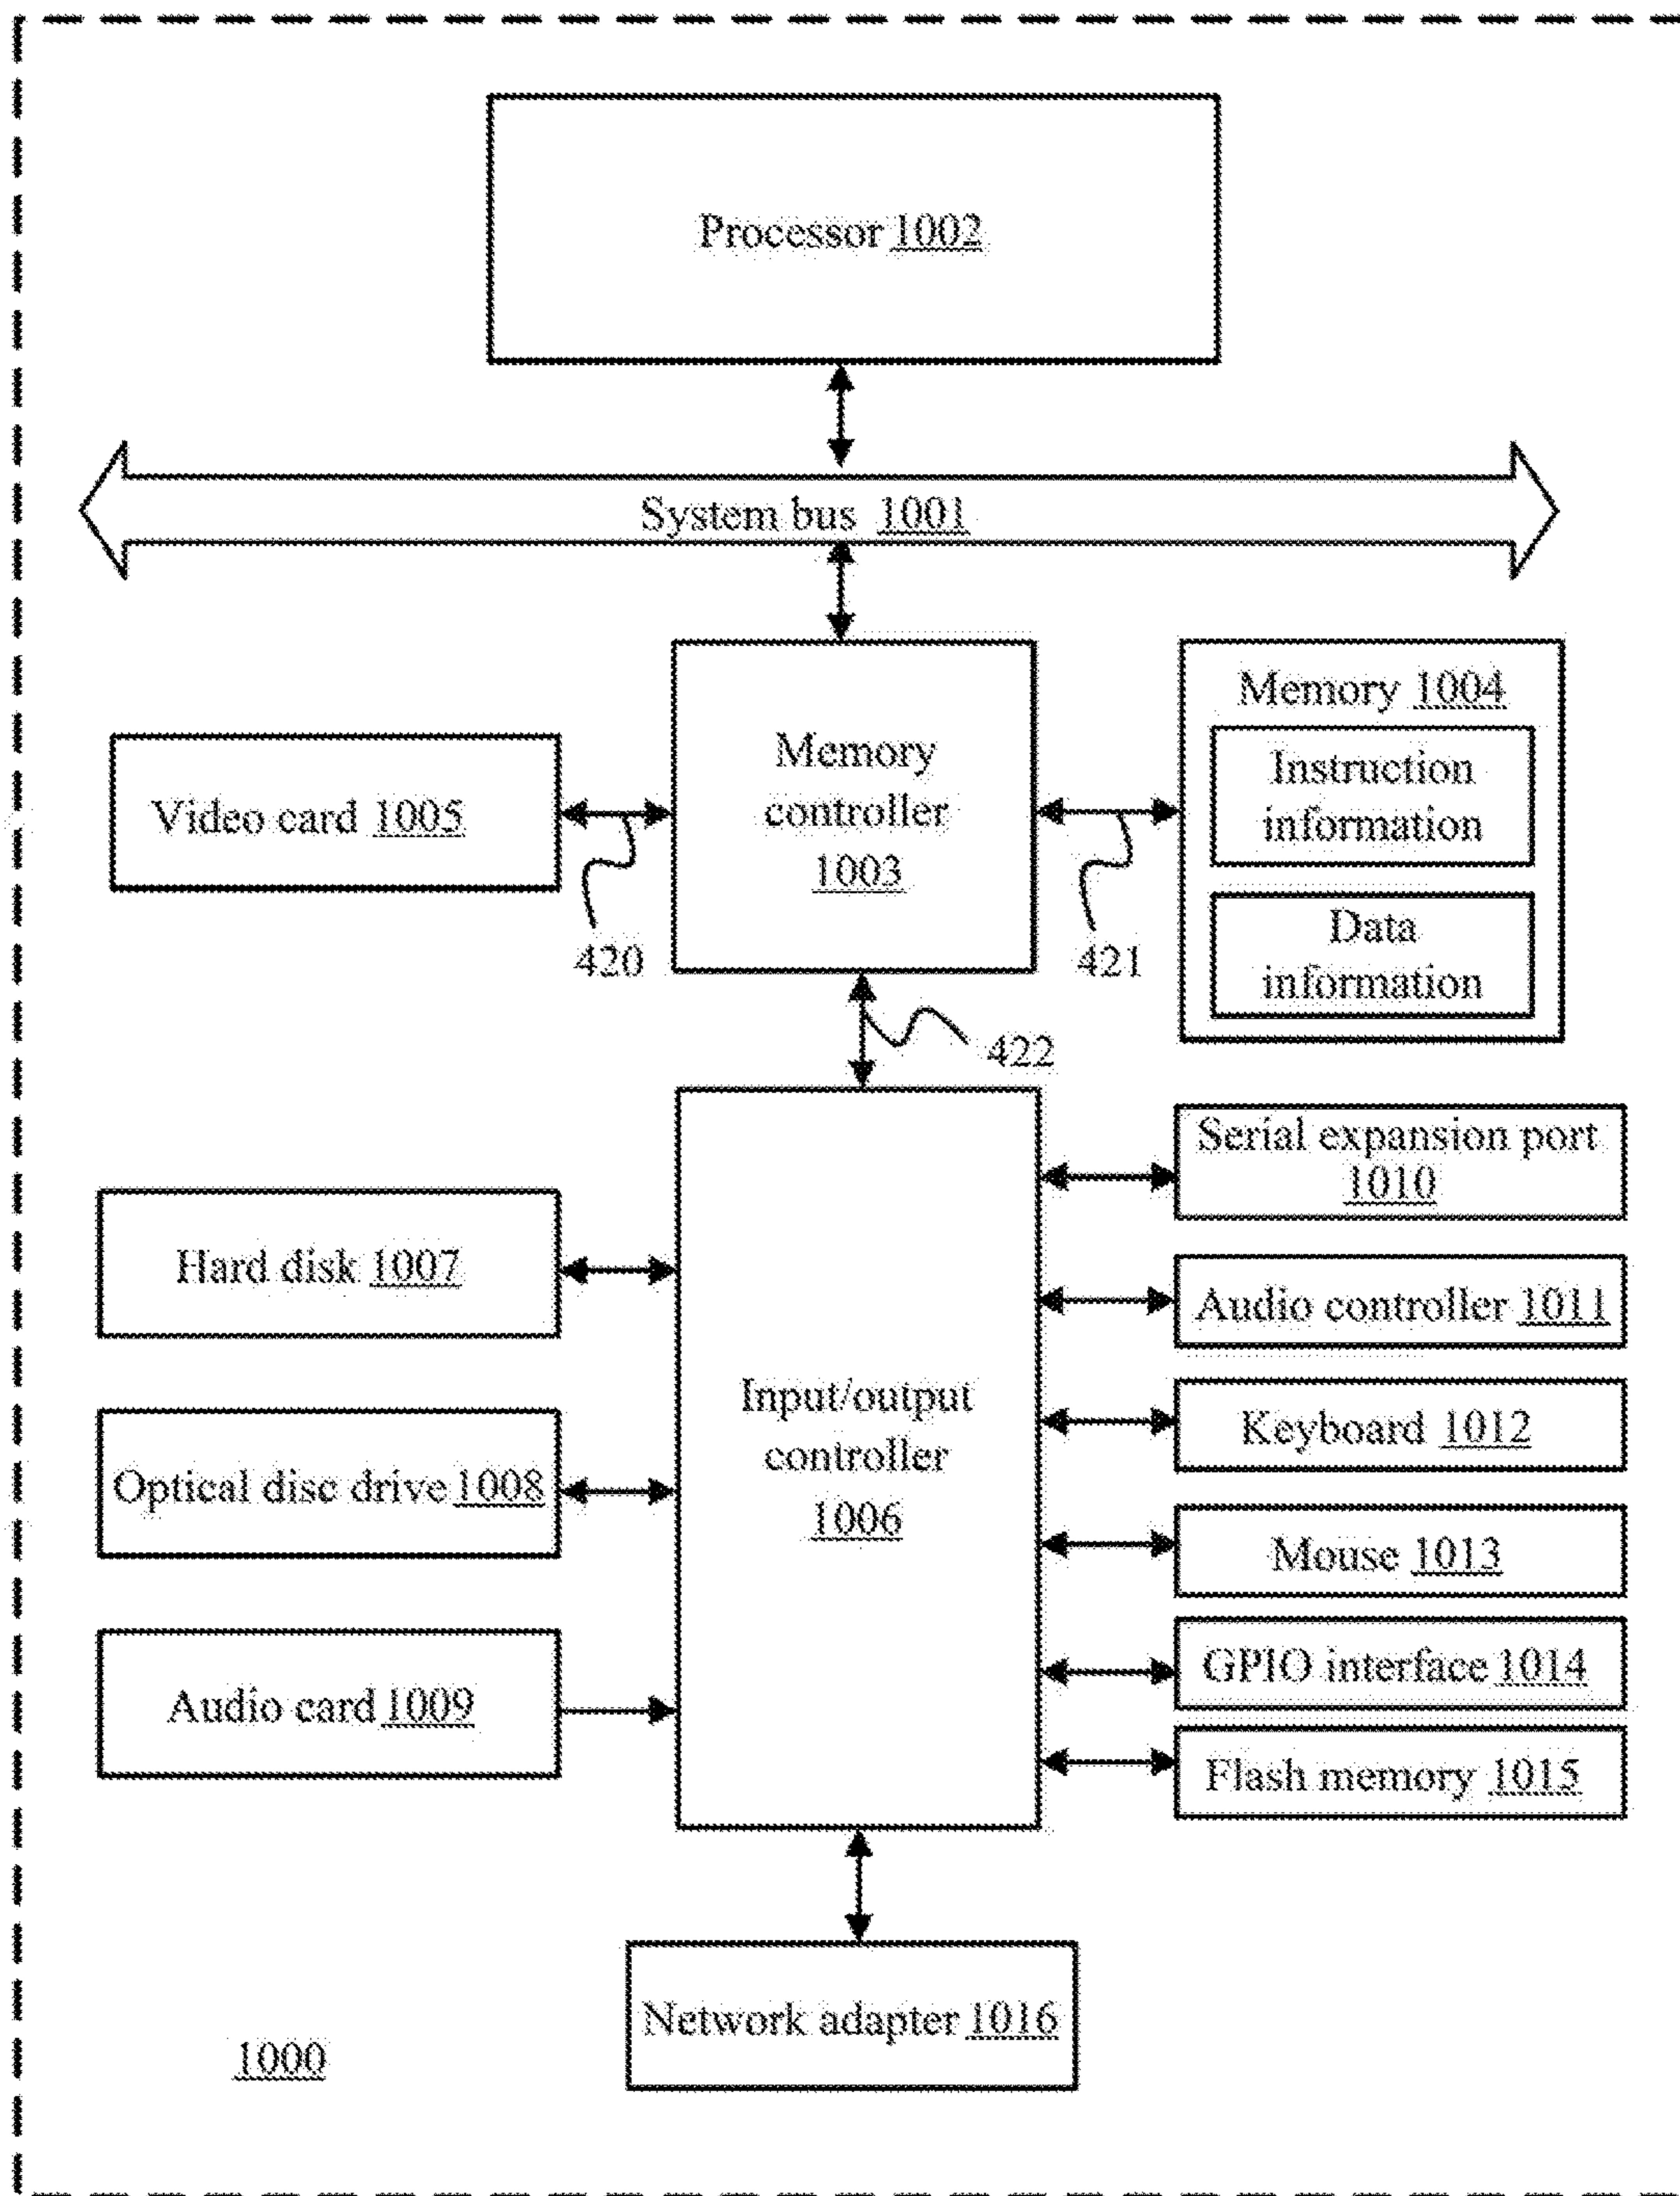 Processor 1002
System bus 1001
Memory 1004
Instruction
information
Data
information
Memory
controller
1003
Video card 1005
420
421
422
Serial expansion port
1010
Hard disk 1007
Audio controller 1011
Input/output
controller
1006
Keyboard 1012
Optical disc drive 1008
Mouse 1013
GPIO interface 1014
Audio card 1009
Flash memory 1015
Network adapter 1016
1000